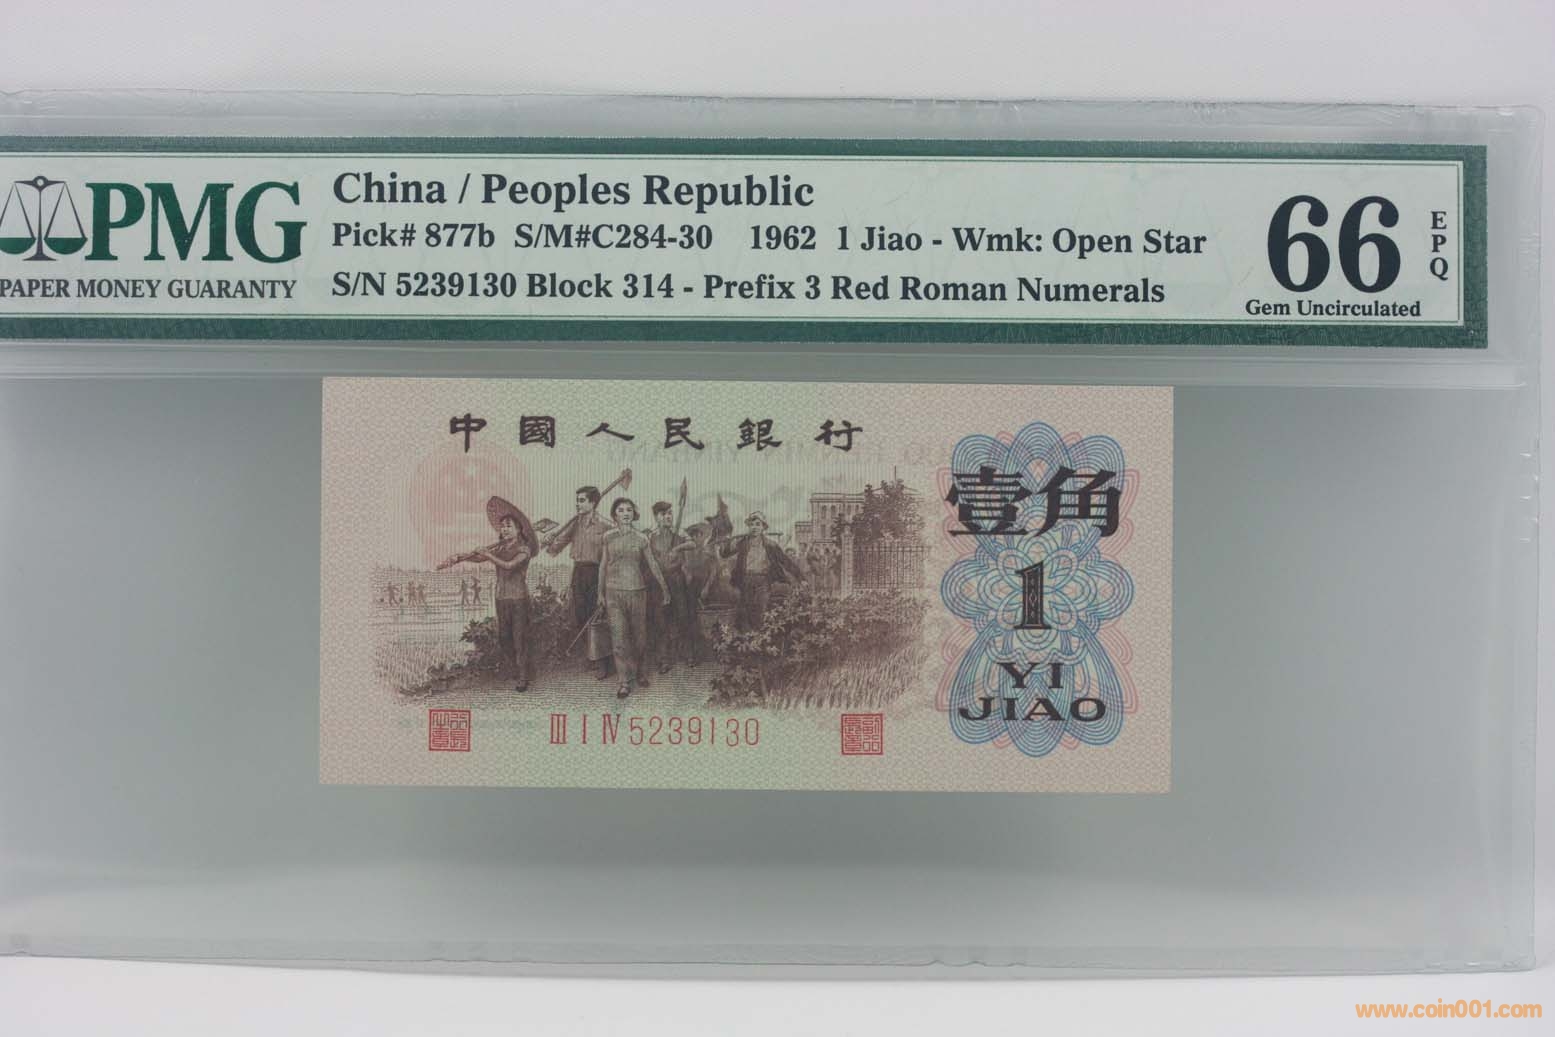 PMG
PAPER MONEY GUARANTY
China / Peoples Republic
Pick# 877b S/M#C284-30 1962 1 Jiao - Wmk: Open Star
S/N 5239130 Block 314 - Prefix 3 Red Roman Numerals
66
EPQ
Gem Uncirculated
中國人民銀行
壹角
1
YI
JIAO
III I IV 5239130
www.coin001.com